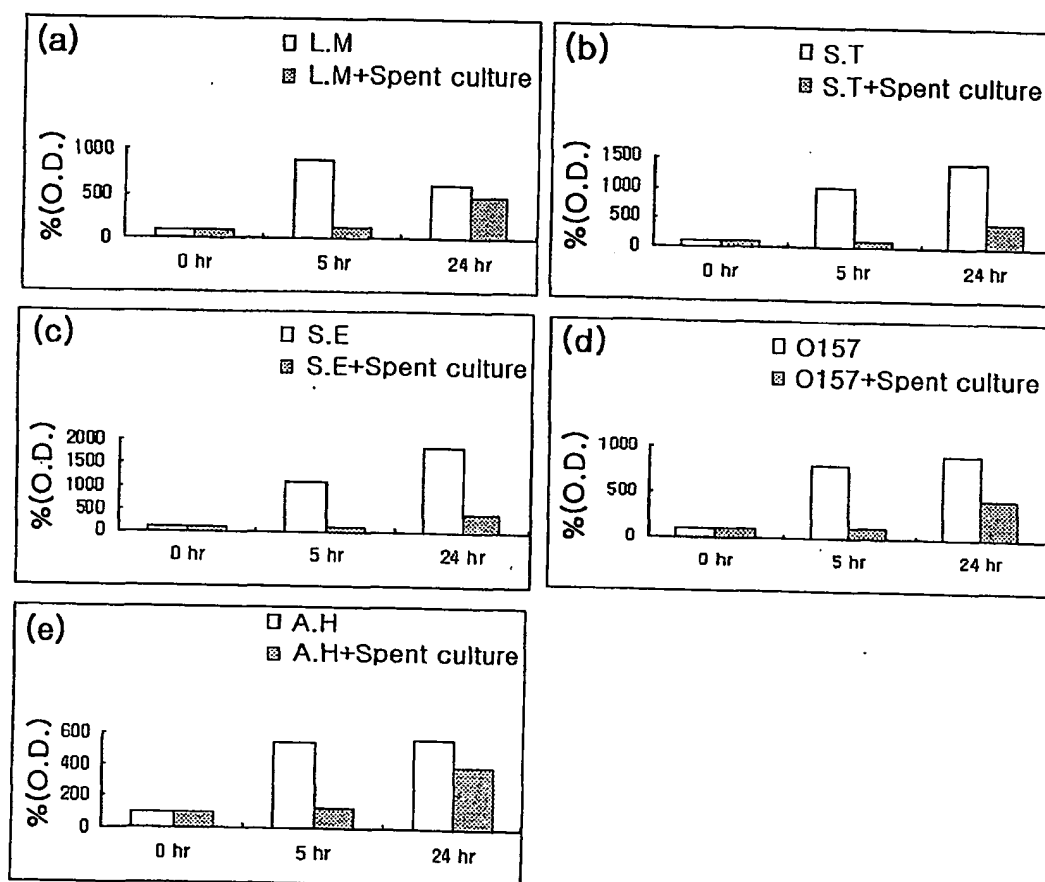 (a)
L.M
L.M+Spent culture
%(O.D.)
1000
500
0
0 hr
5 hr
24 hr
(b)
S.T
S.T+Spent culture
%(O.D.)
1500
1000
500
0
0 hr
5 hr
24 hr
(c)
S.E
S.E+Spent culture
%(O.D.)
2000
1500
1000
500
0
0 hr
5 hr
24 hr
(d)
O157
O157+Spent culture
%(O.D.)
1000
500
0
0 hr
5 hr
24 hr
(e)
A.H
A.H+Spent culture
%(O.D.)
600
400
200
0
0 hr
5 hr
24 hr